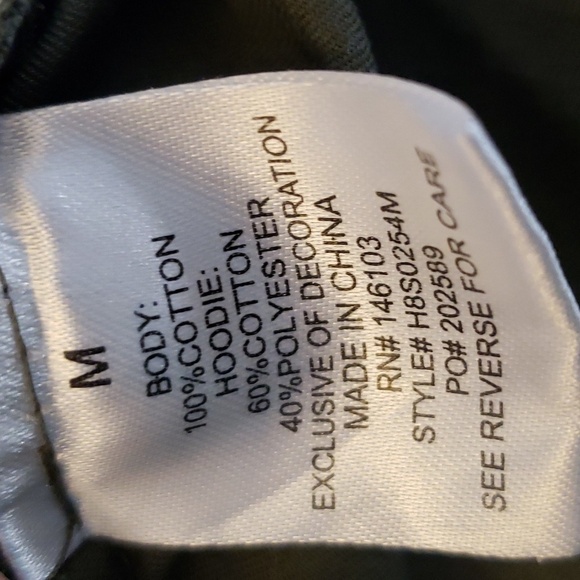 M
BODY:
100%COTTON
HOODIE:
60%COTTON
40%POLYESTER
EXCLUSIVE OF DECORATION
MADE IN CHINA
RN# 146103
STYLE# H8S0254M
PO# 202589
SEE REVERSE FOR CARE